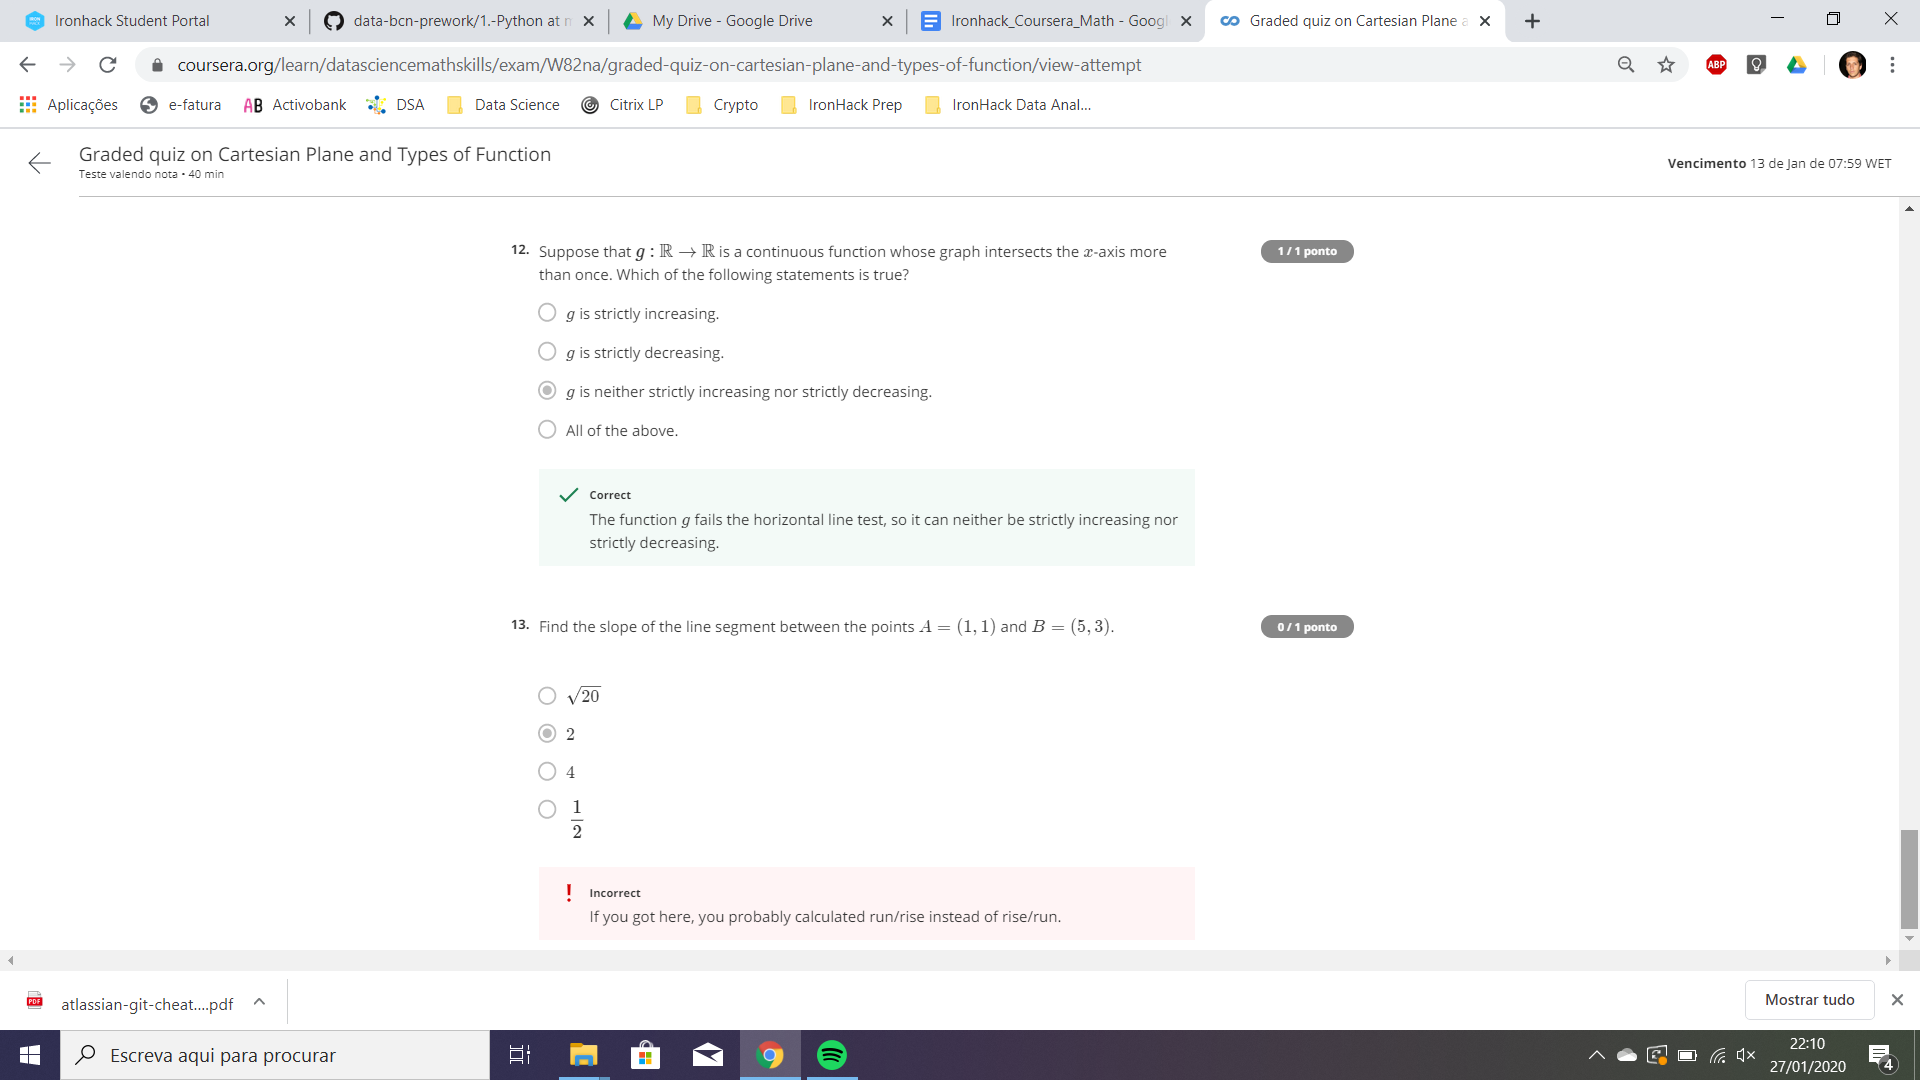 Ironhack Student Portal
data-bcn-prework/1.-Python at m
My Drive - Google Drive
Ironhack_Coursera_Math - Googl
Graded quiz on Cartesian Plane a
coursera.org/learn/datasciencemathskills/exam/W82na/graded-quiz-on-cartesian-plane-and-types-of-function/view-attempt
ABP
Aplicações
e-fatura
AB Activobank
DSA
Data Science
Citrix LP
Crypto
IronHack Prep
IronHack Data Anal...
Graded quiz on Cartesian Plane and Types of Function
Teste valendo nota • 40 min
Vencimento 13 de Jan de 07:59 WET
12. Suppose that g : ℝ → ℝ is a continuous function whose graph intersects the x-axis more
than once. Which of the following statements is true?
1 / 1 ponto
g is strictly increasing.
g is strictly decreasing.
g is neither strictly increasing nor strictly decreasing.
All of the above.
Correct
The function g fails the horizontal line test, so it can neither be strictly increasing nor
strictly decreasing.
13. Find the slope of the line segment between the points A = (1, 1) and B = (5, 3).
0 / 1 ponto
√20
2
4
1
2
Incorrect
If you got here, you probably calculated run/rise instead of rise/run.
PDF
atlassian-git-cheat....pdf
Mostrar tudo
Escreva aqui para procurar
22:10
27/01/2020
4